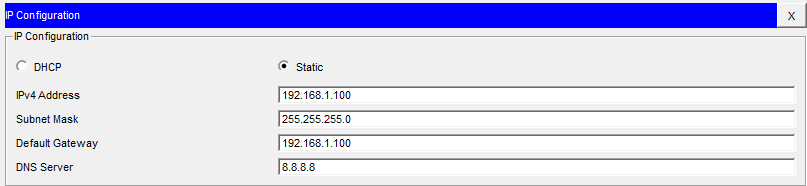 IP Configuration X
IP Configuration
DHCP Static
IPv4 Address 192.168.1.100
Subnet Mask 255.255.255.0
Default Gateway 192.168.1.100
DNS Server 8.8.8.8